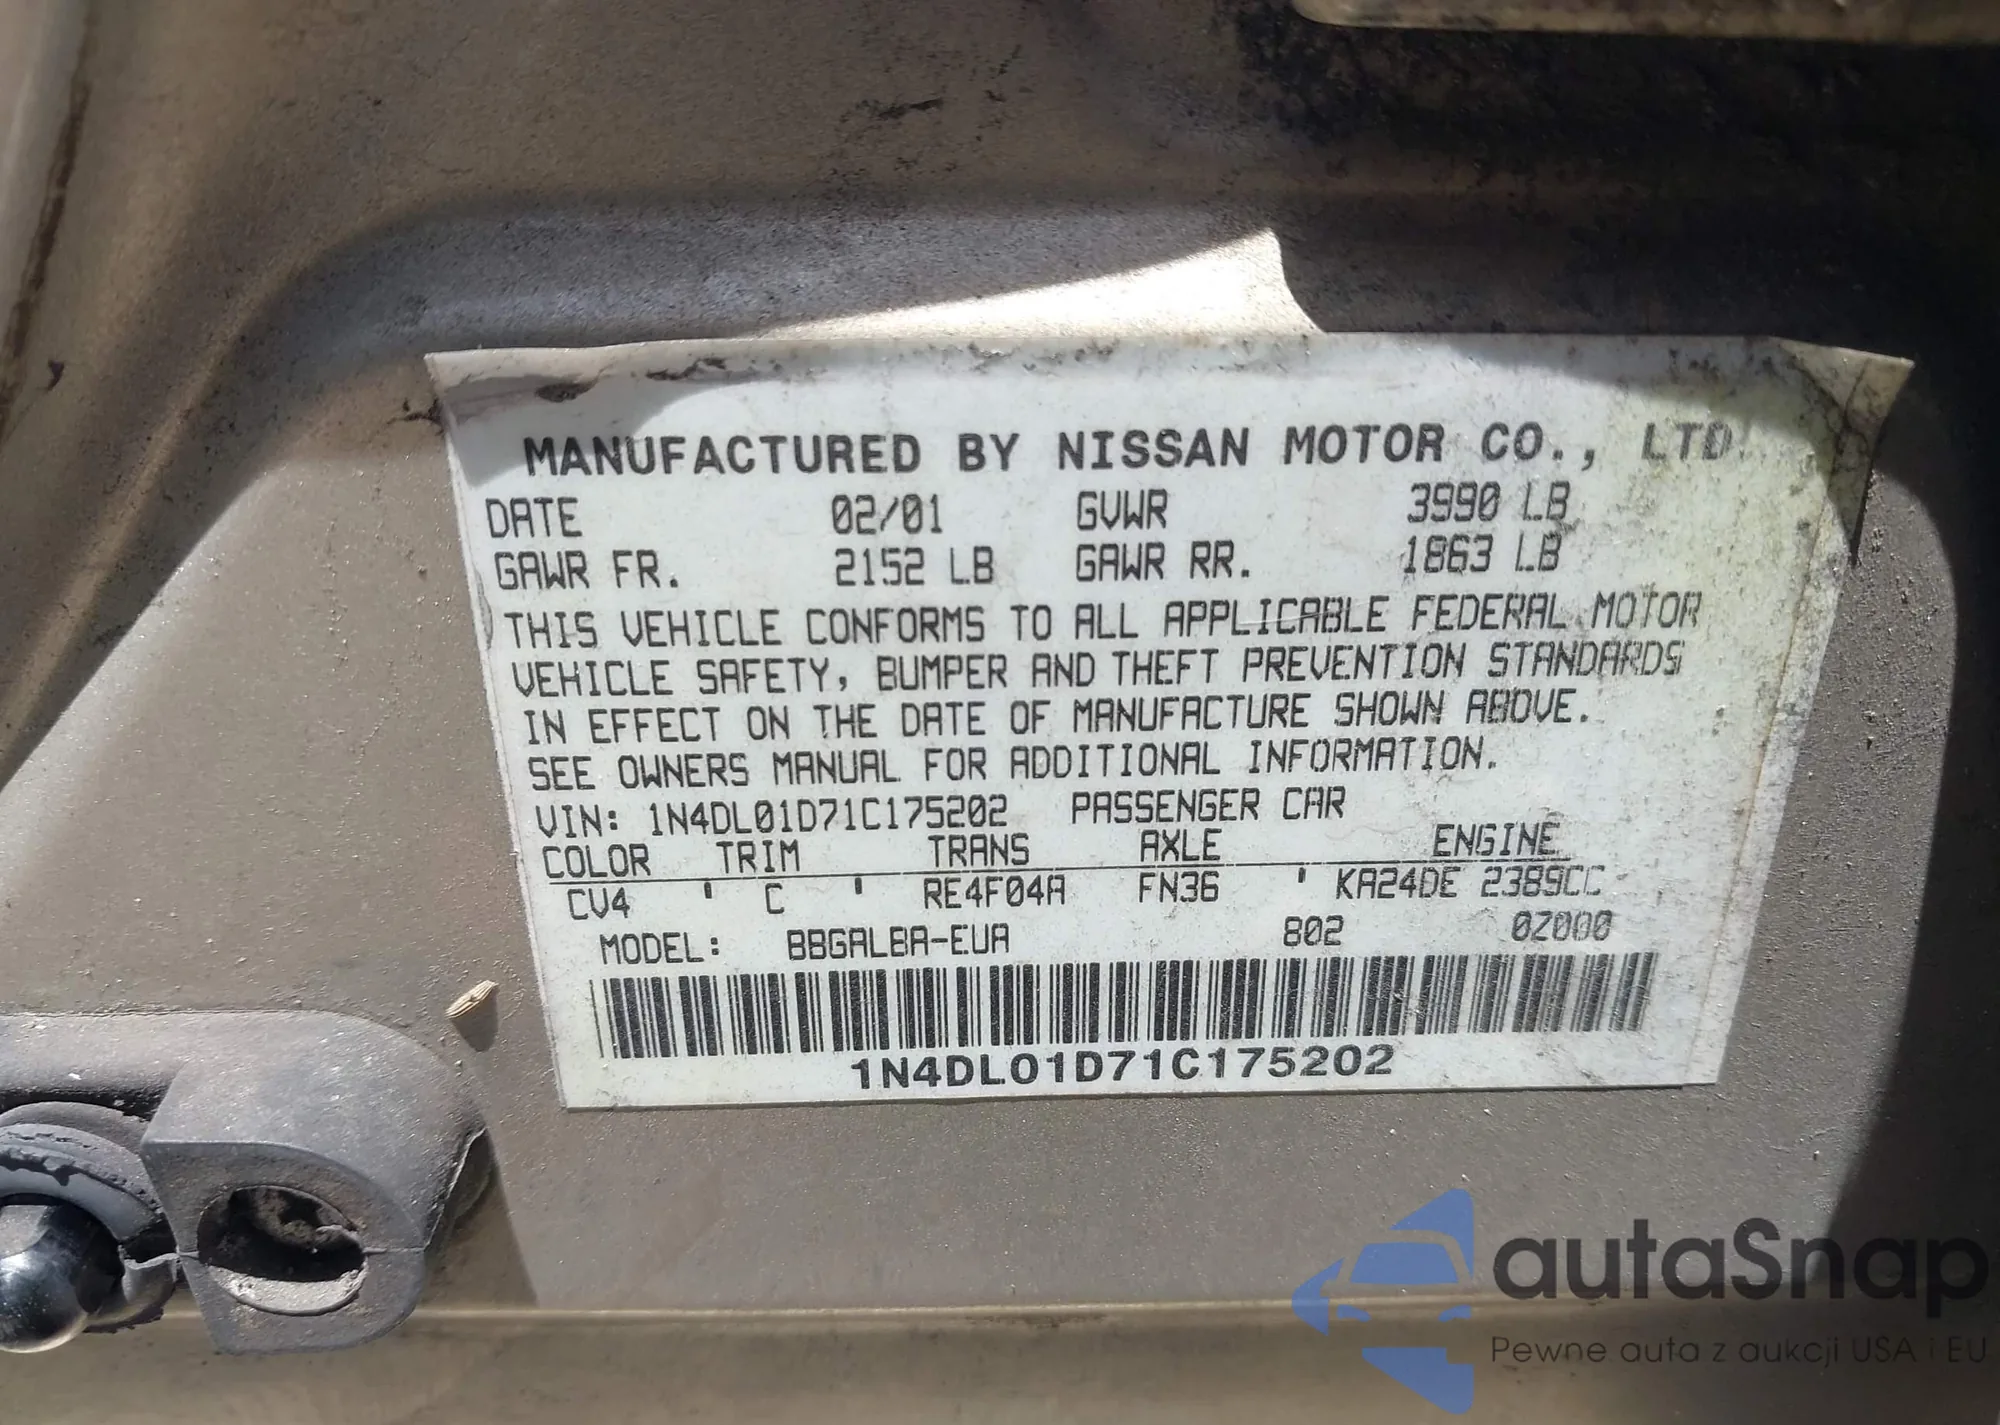 MANUFACTURED BY NISSAN MOTOR CO., LTD.
DATE 02/01 GVWR 3990 LB
GAWR FR. 2152 LB GAWR RR. 1863 LB
THIS VEHICLE CONFORMS TO ALL APPLICABLE FEDERAL MOTOR
VEHICLE SAFETY, BUMPER AND THEFT PREVENTION STANDARDS
IN EFFECT ON THE DATE OF MANUFACTURE SHOWN ABOVE.
SEE OWNERS MANUAL FOR ADDITIONAL INFORMATION.
VIN: 1N4DL01D71C175202 PASSENGER CAR
COLOR TRIM TRANS AXLE ENGINE
CV4 ' C ' RE4F04A FN36 ' KA24DE 2389CC
MODEL: BBGALBA-EUA 802 0Z000
1N4DL01D71C175202
autaSnap
Pewne auta z aukcji USA i EU